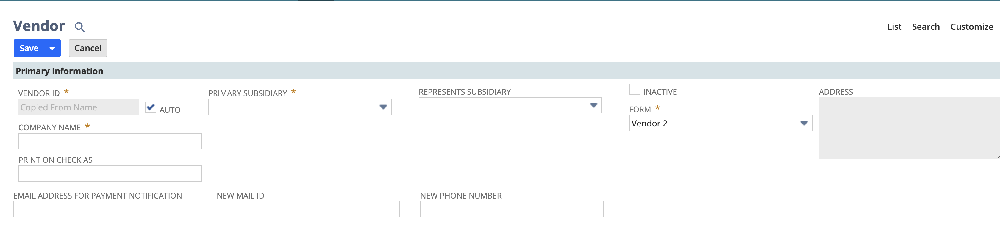 Vendor
List Search Customize
Save Cancel
Primary Information
VENDOR ID *
Copied From Name
AUTO
COMPANY NAME *
PRINT ON CHECK AS
PRIMARY SUBSIDIARY *
REPRESENTS SUBSIDIARY
INACTIVE
FORM *
Vendor 2
ADDRESS
EMAIL ADDRESS FOR PAYMENT NOTIFICATION
NEW MAIL ID
NEW PHONE NUMBER